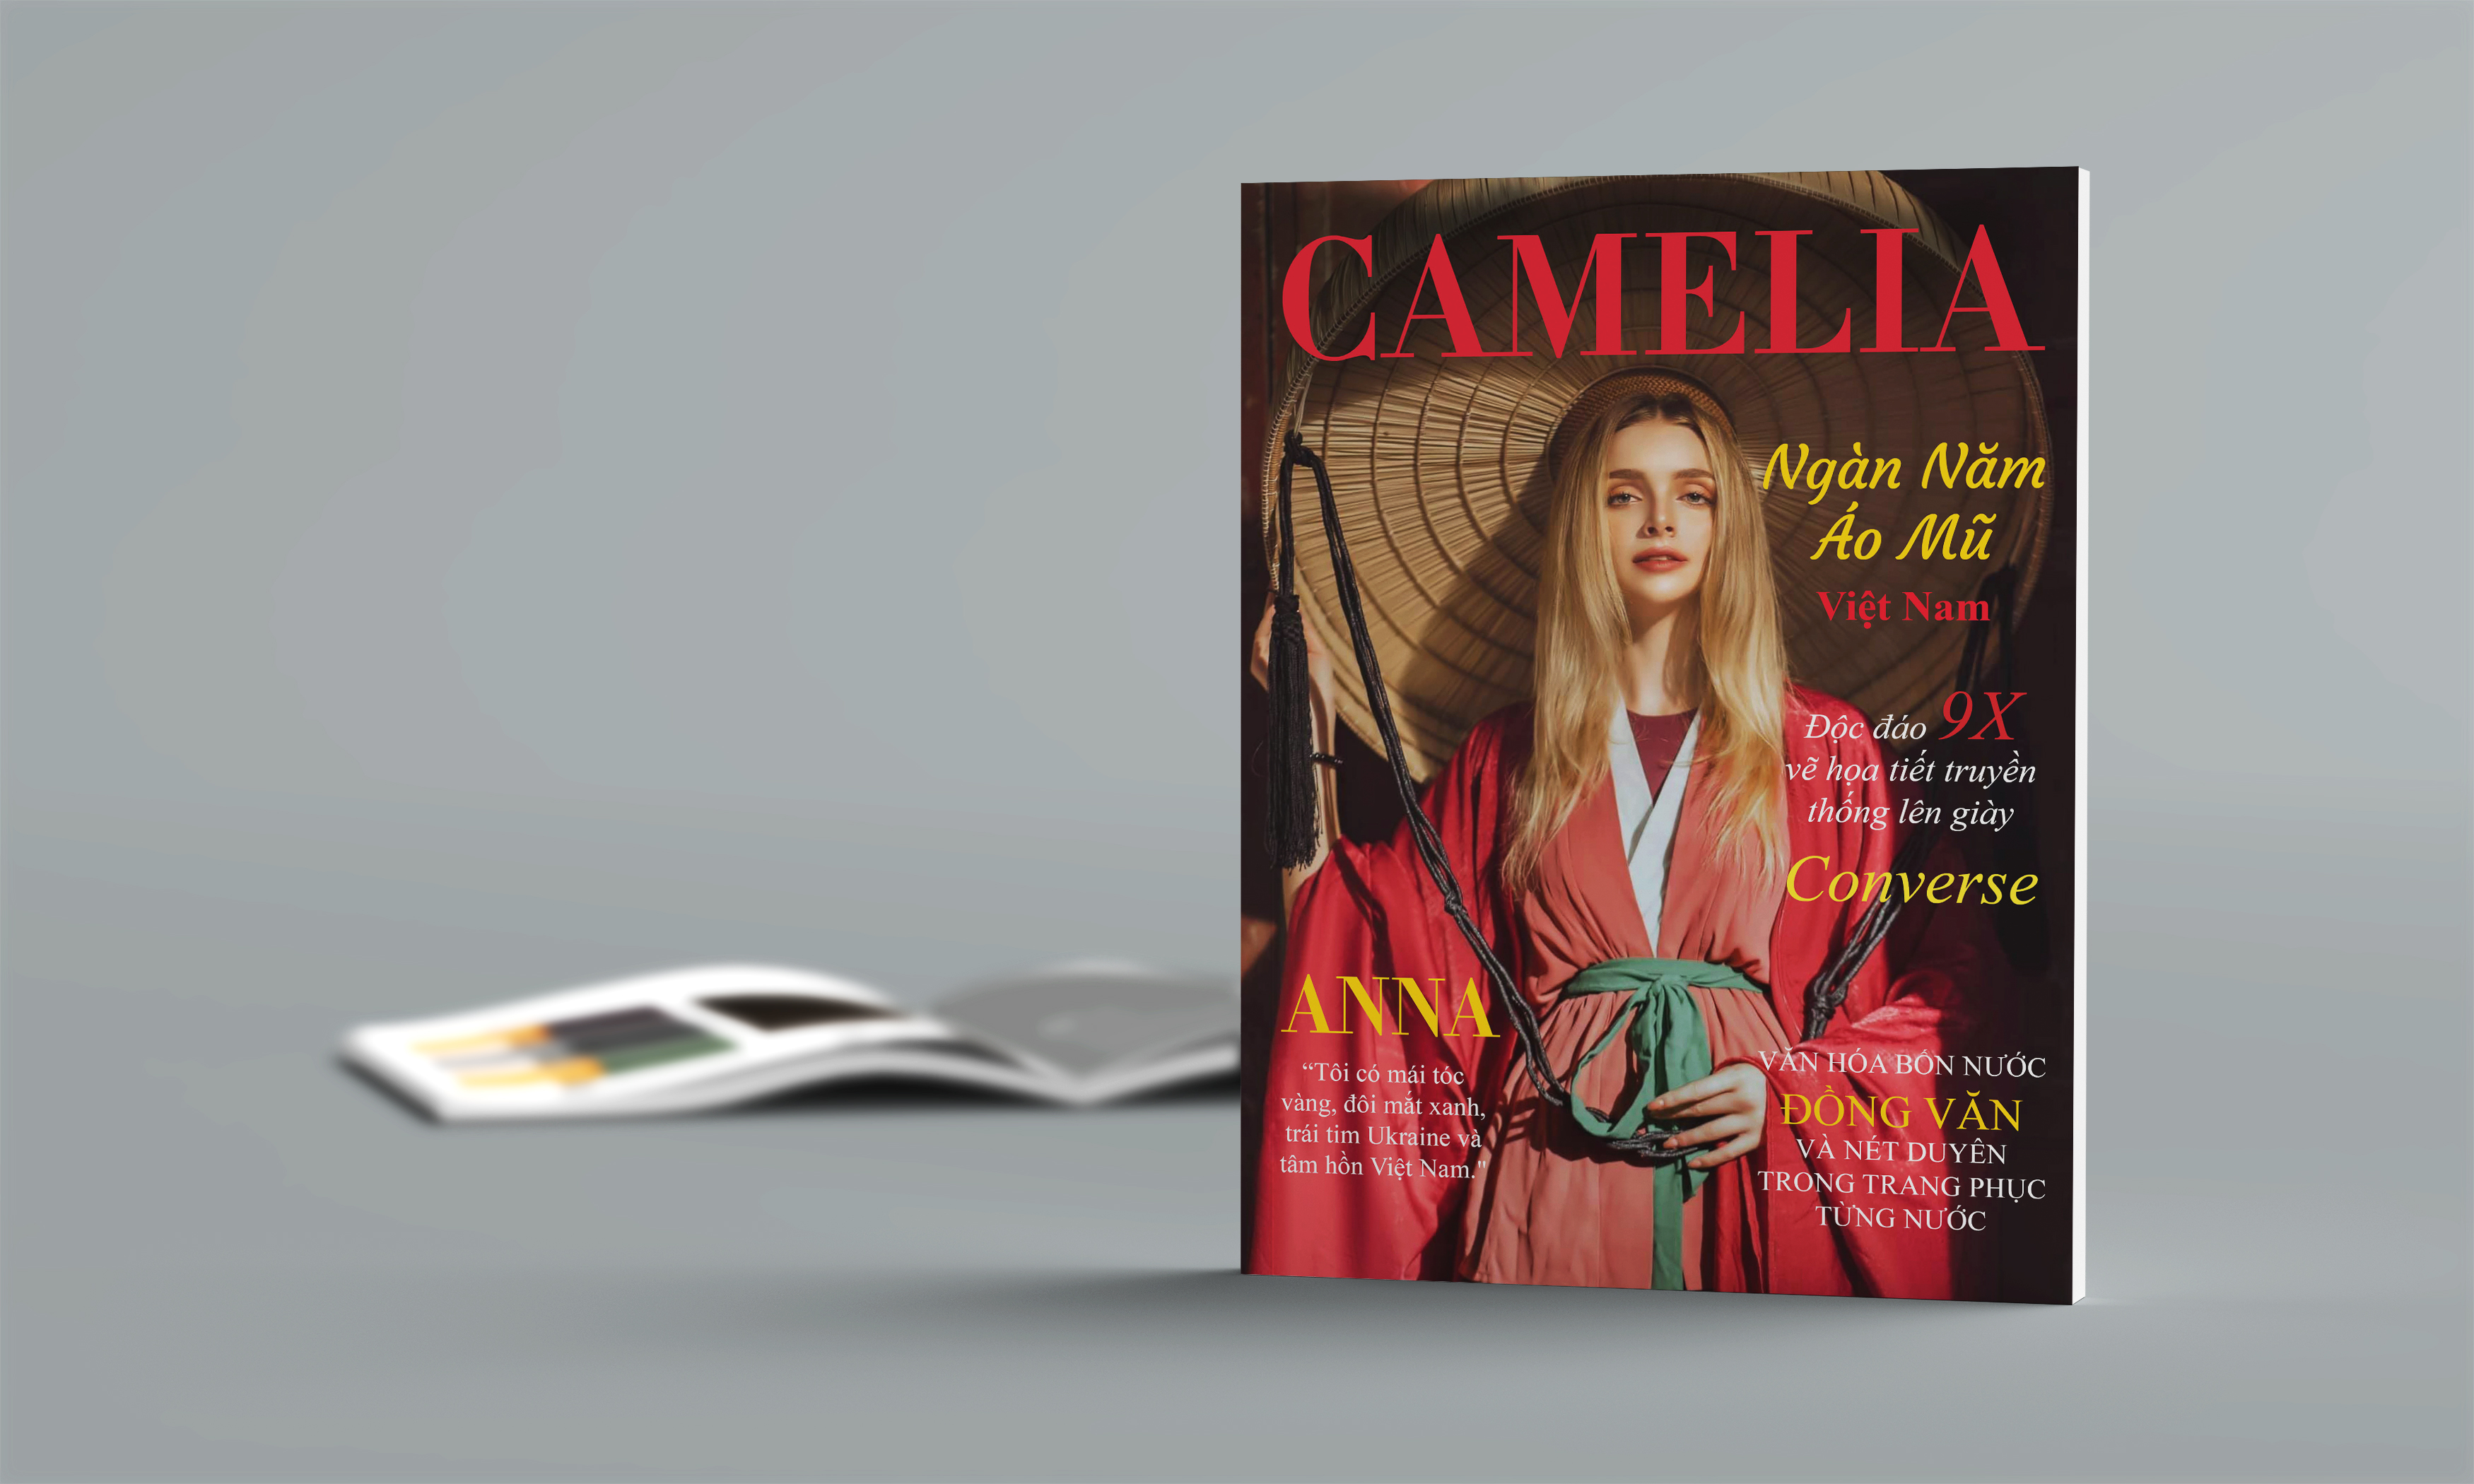 CAMELIA
Ngàn Năm
Áo Mũ
Việt Nam
Độc đáo 9X
vẽ họa tiết truyền
thống lên giày
Converse
ANNA
“Tôi có mái tóc
vàng, đôi mắt xanh,
trái tim Ukraine và
tâm hồn Việt Nam."
VĂN HÓA BỐN NƯỚC
ĐỒNG VĂN
VÀ NÉT DUYÊN
TRONG TRANG PHỤC
TỪNG NƯỚC